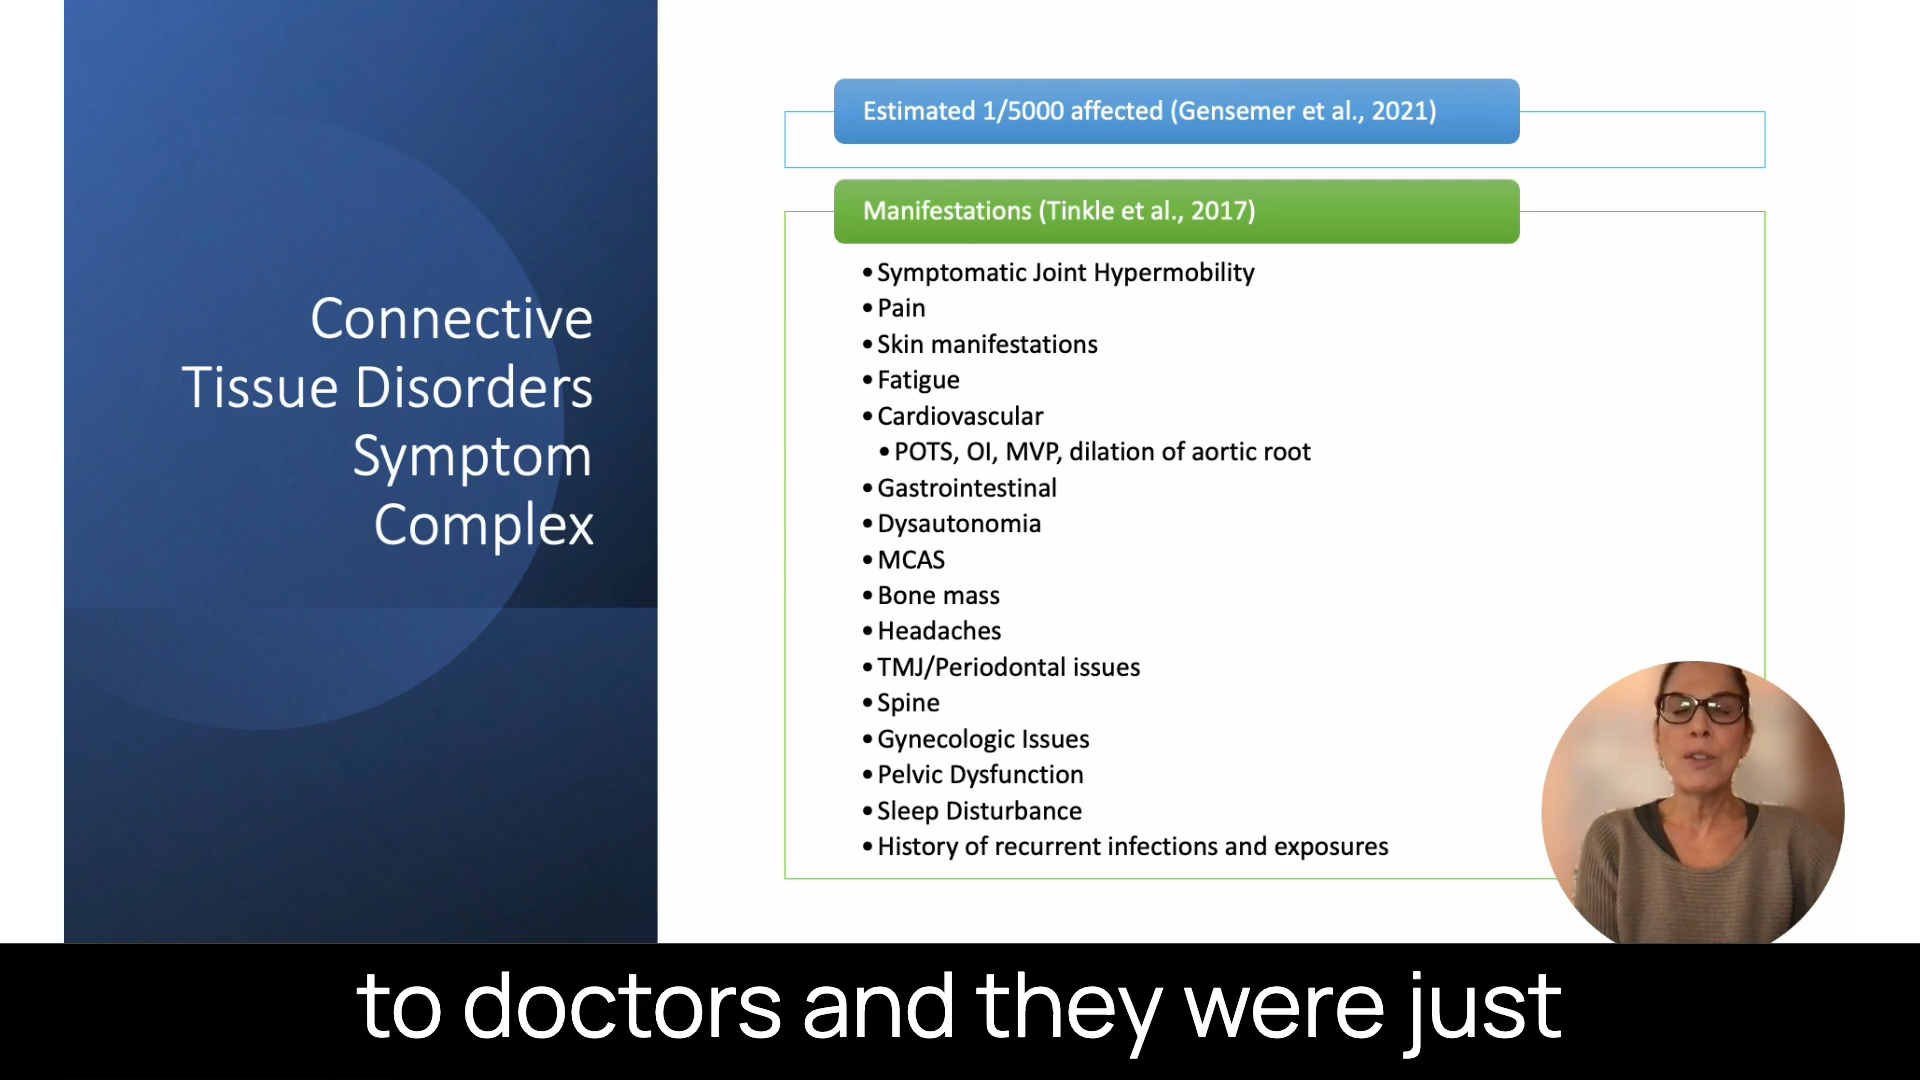 Connective
Tissue Disorders
Symptom
Complex
Estimated 1/5000 affected (Gensemer et al., 2021)
Manifestations (Tinkle et al., 2017)
•Symptomatic Joint Hypermobility
•Pain
•Skin manifestations
•Fatigue
•Cardiovascular
•POTS, OI, MVP, dilation of aortic root
•Gastrointestinal
•Dysautonomia
•MCAS
•Bone mass
•Headaches
•TMJ/Periodontal issues
•Spine
•Gynecologic Issues
•Pelvic Dysfunction
•Sleep Disturbance
•History of recurrent infections and exposures
to doctors and they were just